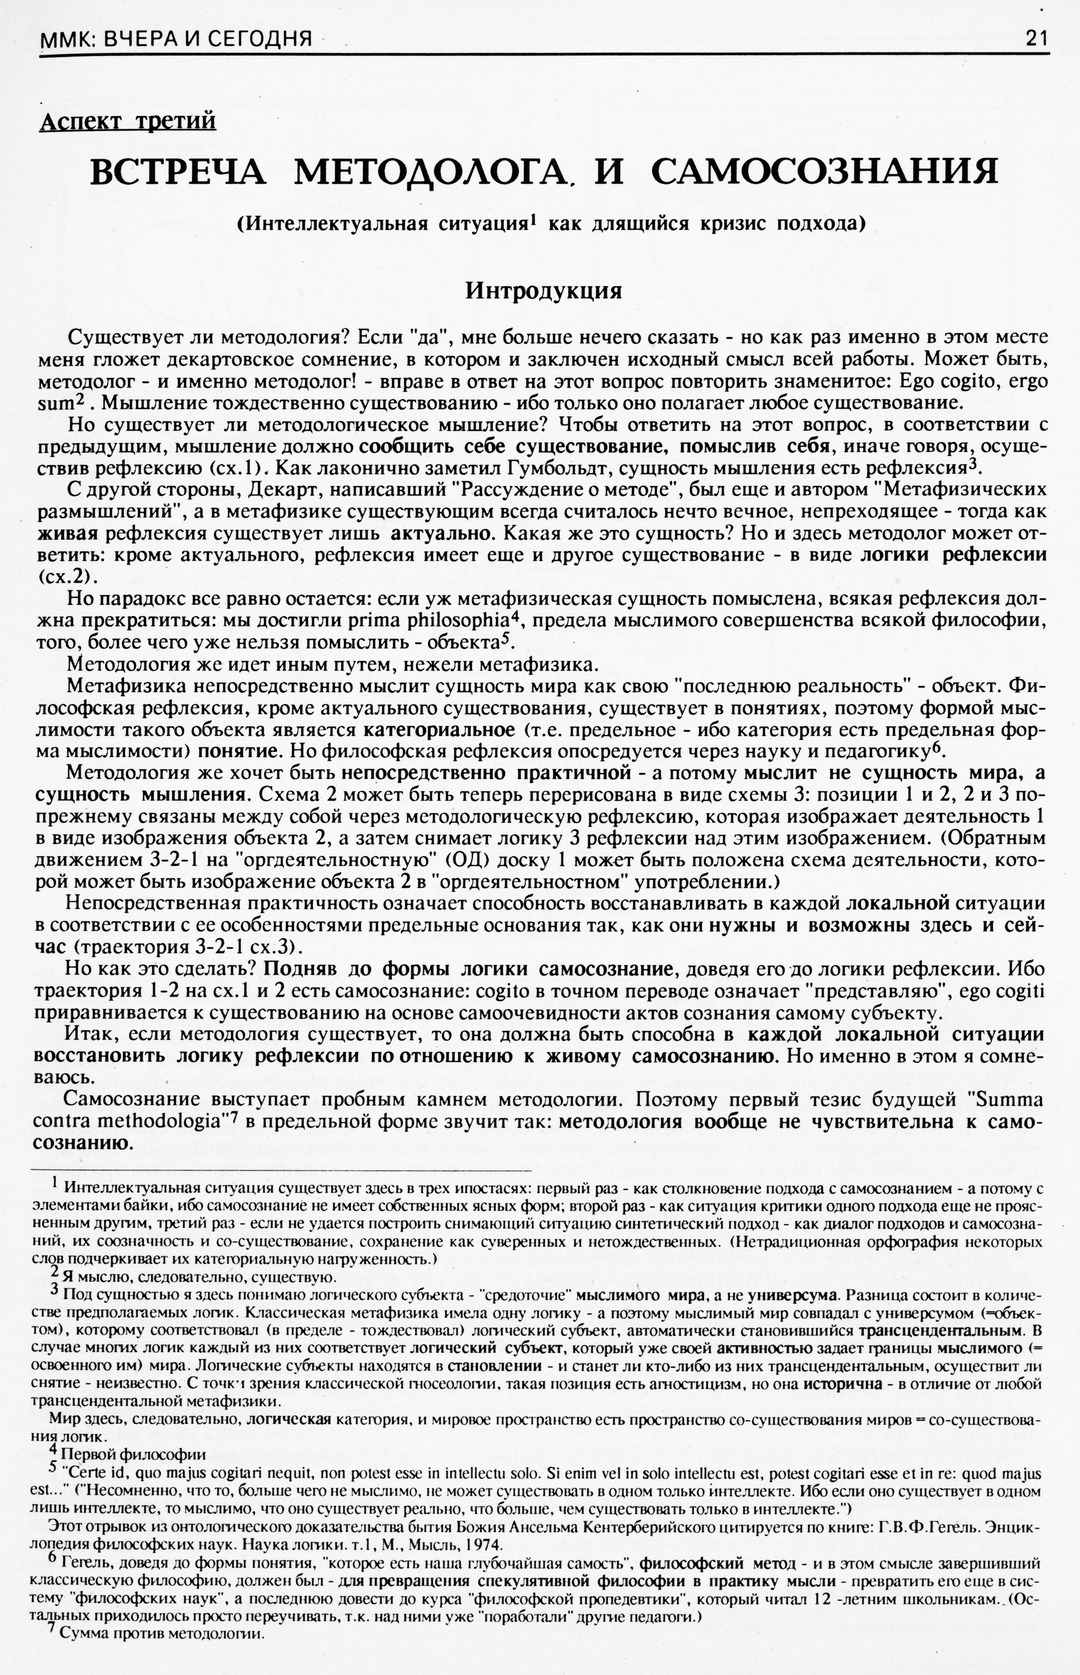 ММК: ВЧЕРА И СЕГОДНЯ 21
Аспект третий
ВСТРЕЧА МЕТОДОЛОГА И САМОСОЗНАНИЯ
(Интеллектуальная ситуация¹ как длящийся кризис подхода)
Интродукция
Существует ли методология? Если "да", мне больше нечего сказать - но как раз именно в этом месте
меня гложет декартовское сомнение, в котором и заключен исходный смысл всей работы. Может быть,
методолог - и именно методолог! - вправе в ответ на этот вопрос повторить знаменитое: Ego cogito, ergo
sum² . Мышление тождественно существованию - ибо только оно полагает любое существование.
Но существует ли методологическое мышление? Чтобы ответить на этот вопрос, в соответствии с
предыдущим, мышление должно сообщить себе существование, помыслив себя, иначе говоря, осуще-
ствив рефлексию (сх.1). Как лаконично заметил Гумбольдт, сущность мышления есть рефлексия³.
С другой стороны, Декарт, написавший "Рассуждение о методе", был еще и автором "Метафизических
размышлений", а в метафизике существующим всегда считалось нечто вечное, непреходящее - тогда как
живая рефлексия существует лишь актуально. Какая же это сущность? Но и здесь методолог может от-
ветить: кроме актуального, рефлексия имеет еще и другое существование - в виде логики рефлексии
(сх.2).
Но парадокс все равно остается: если уж метафизическая сущность помыслена, всякая рефлексия дол-
жна прекратиться: мы достигли prima philosophia⁴, предела мыслимого совершенства всякой философии,
того, более чего уже нельзя помыслить - объекта⁵.
Методология же идет иным путем, нежели метафизика.
Метафизика непосредственно мыслит сущность мира как свою "последнюю реальность" - объект. Фи-
лософская рефлексия, кроме актуального существования, существует в понятиях, поэтому формой мыс-
лимости такого объекта является категориальное (т.е. предельное - ибо категория есть предельная фор-
ма мыслимости) понятие. Но философская рефлексия опосредуется через науку и педагогику⁶.
Методология же хочет быть непосредственно практичной - а потому мыслит не сущность мира, а
сущность мышления. Схема 2 может быть теперь перерисована в виде схемы 3: позиции 1 и 2, 2 и 3 по-
прежнему связаны между собой через методологическую рефлексию, которая изображает деятельность 1
в виде изображения объекта 2, а затем снимает логику 3 рефлексии над этим изображением. (Обратным
движением 3-2-1 на "оргдеятельностную" (ОД) доску 1 может быть положена схема деятельности, кото-
рой может быть изображение объекта 2 в "оргдеятельностном" употреблении.)
Непосредственная практичность означает способность восстанавливать в каждой локальной ситуации
в соответствии с ее особенностями предельные основания так, как они нужны и возможны здесь и сей-
час (траектория 3-2-1 сх.3).
Но как это сделать? Подняв до формы логики самосознание, доведя его до логики рефлексии. Ибо
траектория 1-2 на сх.1 и 2 есть самосознание: cogito в точном переводе означает "представляю", ego cogiti
приравнивается к существованию на основе самоочевидности актов сознания самому субъекту.
Итак, если методология существует, то она должна быть способна в каждой локальной ситуации
восстановить логику рефлексии по отношению к живому самосознанию. Но именно в этом я сомне-
ваюсь.
Самосознание выступает пробным камнем методологии. Поэтому первый тезис будущей "Summa
contra methodologia"⁷ в предельной форме звучит так: методология вообще не чувствительна к само-
сознанию.
¹ Интеллектуальная ситуация существует здесь в трех ипостасях: первый раз - как столкновение подхода с самосознанием - а потому с
элементами байки, ибо самосознание не имеет собственных ясных форм; второй раз - как ситуация критики одного подхода еще не прояс-
ненным другим, третий раз - если не удается построить снимающий ситуацию синтетический подход - как диалог подходов и самосозна-
ний, их соозначность и со-существование, сохранение как суверенных и нетождественных. (Нетрадиционная орфография некоторых
слов подчеркивает их категориальную нагруженность.)
² Я мыслю, следовательно, существую.
³ Под сущностью я здесь понимаю логического субъекта - "средоточие" мыслимого мира, а не универсума. Разница состоит в количе-
стве предполагаемых логик. Классическая метафизика имела одну логику - а поэтому мыслимый мир совпадал с универсумом (=объек-
том), которому соответствовал (в пределе - тождествовал) логический субъект, автоматически становившийся трансцендентальным. В
случае многих логик каждый из них соответствует логический субъект, который уже своей активностью задает границы мыслимого (=
освоенного им) мира. Логические субъекты находятся в становлении - и станет ли кто-либо из них трансцендентальным, осуществит ли
снятие - неизвестно. С точки зрения классической гносеологии, такая позиция есть агностицизм, но она исторична - в отличие от любой
трансцендентальной метафизики.
Мир здесь, следовательно, логическая категория, и мировое пространство есть пространство со-существования миров = со-существова-
ния логик.
⁴ Первой философии
⁵ "Certe id, quo majus cogitari nequit, non potest esse in intellectu solo. Si enim vel in solo intellectu est, potest cogitari esse et in re: quod majus
est..." ("Несомненно, что то, больше чего не мыслимо, не может существовать в одном только интеллекте. Ибо если оно существует в одном
лишь интеллекте, то мыслимо, что оно существует реально, что больше, чем существовать только в интеллекте.")
Этот отрывок из онтологического доказательства бытия Божия Ансельма Кентерберийского цитируется по книге: Г.В.Ф.Гегель. Энцик-
лопедия философских наук. Наука логики. т.1, М., Мысль, 1974.
⁶ Гегель, доведя до формы понятия, "которое есть наша глубочайшая самость", философский метод - и в этом смысле завершивший
классическую философию, должен был - для превращения спекулятивной философии в практику мысли - превратить его еще в сис-
тему "философских наук", а последнюю довести до курса "философской пропедевтики", который читал 12 -летним школьникам. (Ос-
тальных приходилось просто переучивать, т.к. над ними уже "поработали" другие педагоги.)
⁷ Сумма против методологии.